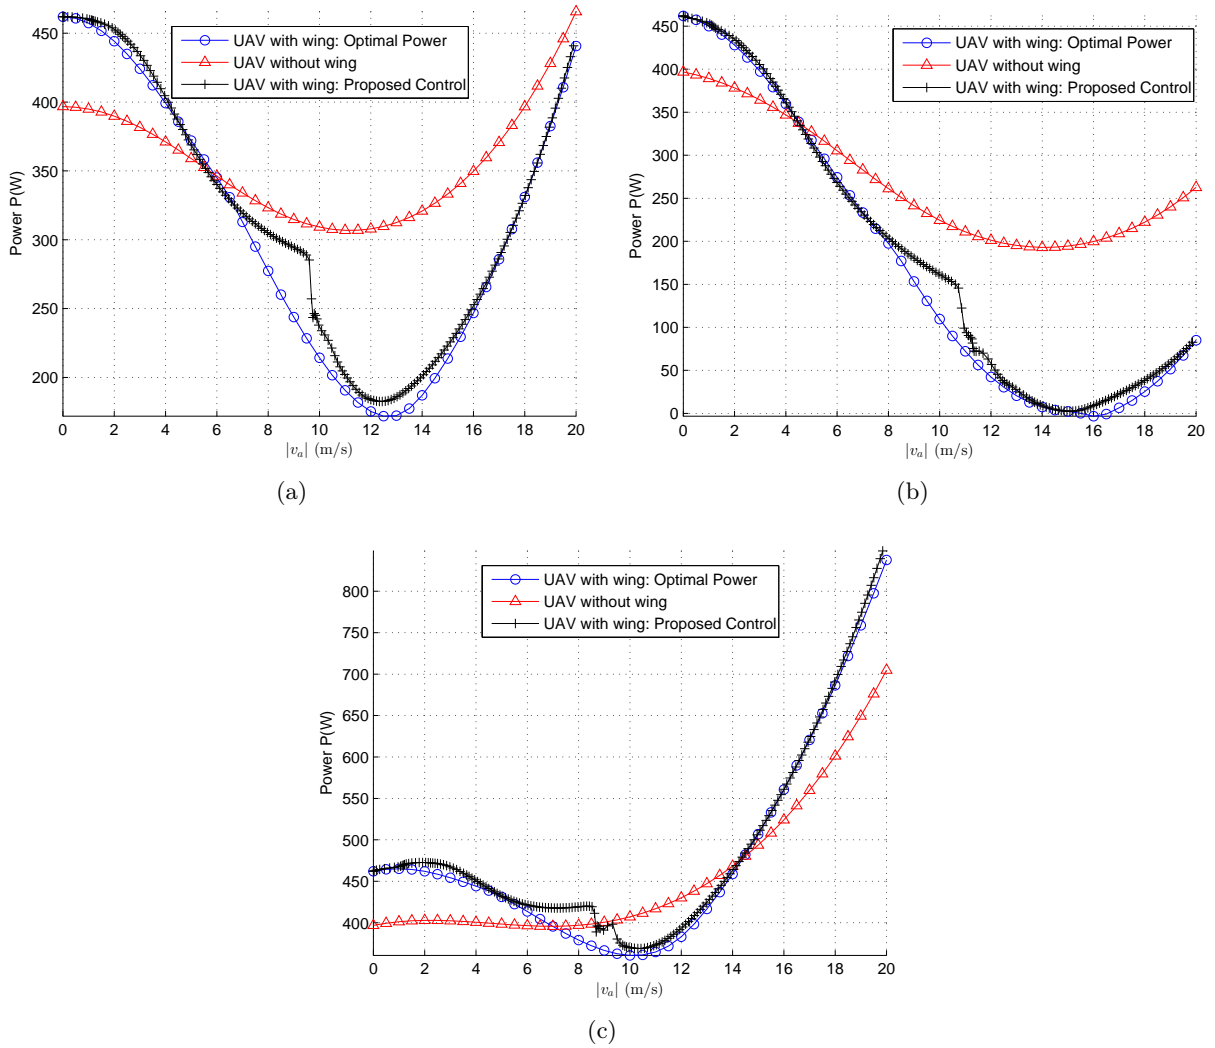 450
400
350
300
250
200
Power P(W)
UAV with wing: Optimal Power
UAV without wing
UAV with wing: Proposed Control
0 2 4 6 8 10 12 14 16 18 20
|v_a| (m/s)
(a)
450
400
350
300
250
200
150
100
50
0
Power P(W)
UAV with wing: Optimal Power
UAV without wing
UAV with wing: Proposed Control
0 2 4 6 8 10 12 14 16 18 20
|v_a| (m/s)
(b)
800
750
700
650
600
550
500
450
400
Power P(W)
UAV with wing: Optimal Power
UAV without wing
UAV with wing: Proposed Control
0 2 4 6 8 10 12 14 16 18 20
|v_a| (m/s)
(c)